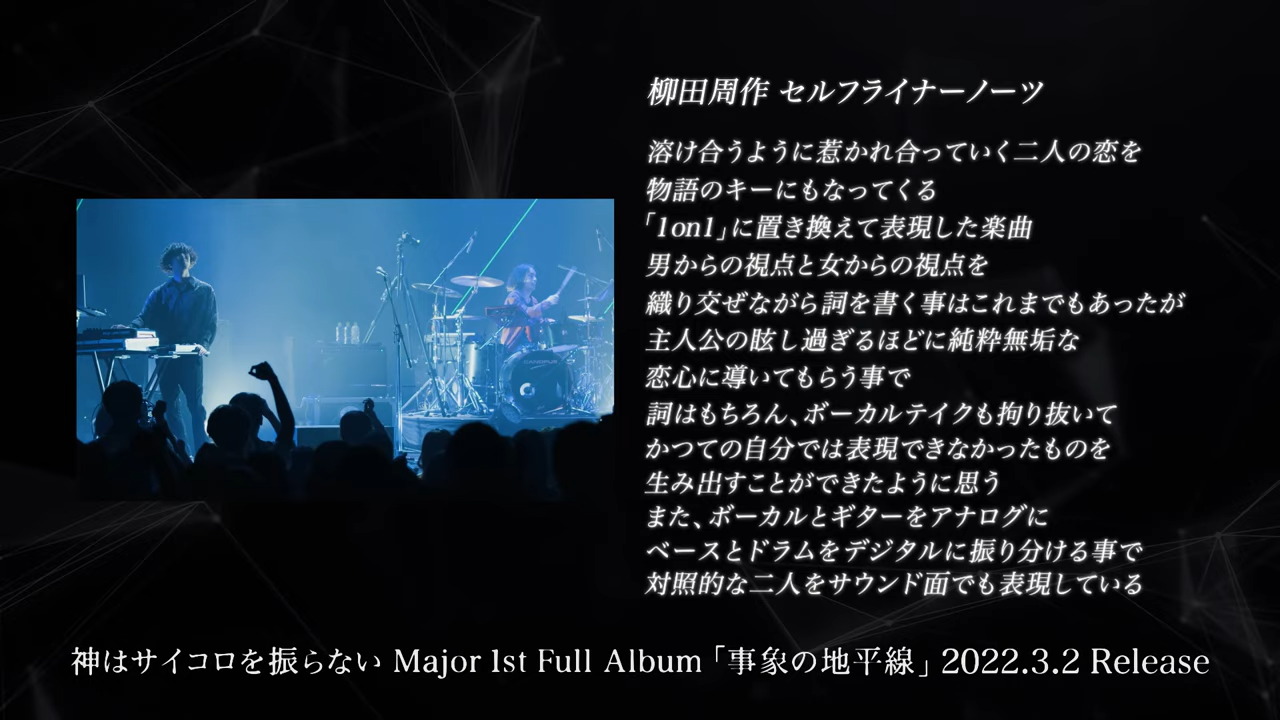 柳田周作 セルフライナーノーツ
溶け合うように惹かれ合っていく二人の恋を
物語のキーにもなってくる
「1on1」に置き換えて表現した楽曲
男からの視点と女からの視点を
織り交ぜながら詞を書く事はこれまでもあったが
主人公の眩し過ぎるほどに純粋無垢な
恋心に導いてもらう事で
詞はもちろん、ボーカルテイクも拘り抜いて
かつての自分では表現できなかったものを
生み出すことができたように思う
また、ボーカルとギターをアナログに
ベースとドラムをデジタルに振り分ける事で
対照的な二人をサウンド面でも表現している
神はサイコロを振らない Major 1st Full Album「事象の地平線」2022.3.2 Release